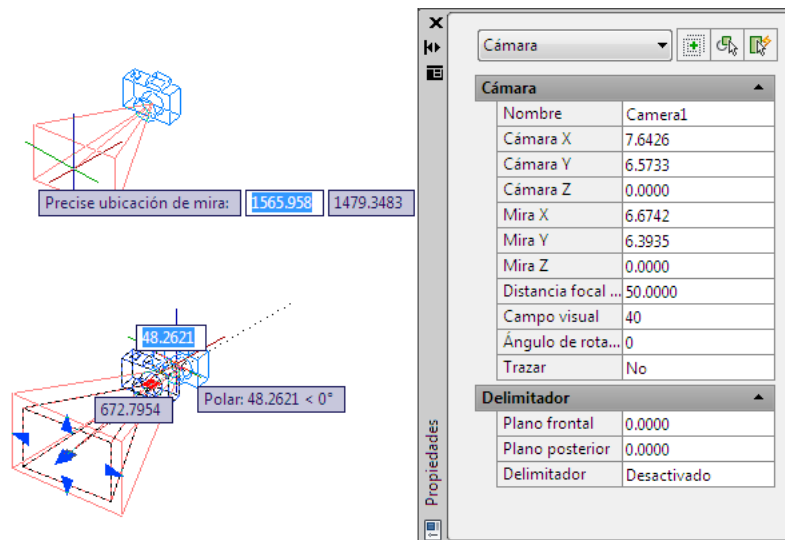 Precise ubicación de mira: 1565.958 1479.3483
48.2621
672.7954
Polar: 48.2621 < 0°
Cámara
Cámara
Nombre Camera1
Cámara X 7.6426
Cámara Y 6.5733
Cámara Z 0.0000
Mira X 6.6742
Mira Y 6.3935
Mira Z 0.0000
Distancia focal ... 50.0000
Campo visual 40
Ángulo de rota... 0
Trazar No
Delimitador
Plano frontal 0.0000
Plano posterior 0.0000
Delimitador Desactivado
Propiedades